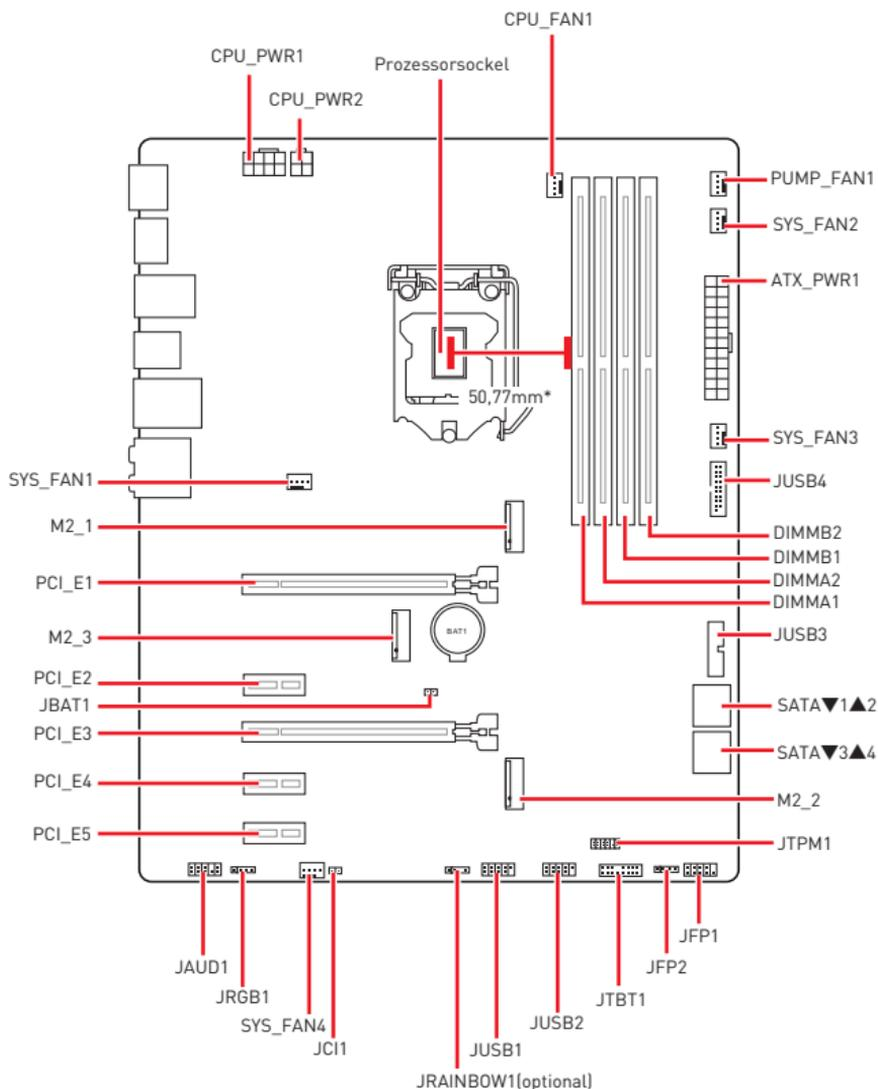 CPU_FAN1
CPU_PWR1
Prozessorsockel
CPU_PWR2
PUMP_FAN1
SYS_FAN2
ATX_PWR1
50,77mm*
SYS_FAN3
SYS_FAN1
JUSB4
M2_1
DIMMB2
DIMMB1
PCI_E1
DIMMA2
DIMMA1
BAT1
M2_3
JUSB3
PCI_E2
JBAT1
SATA▼1▲2
PCI_E3
SATA▼3▲4
PCI_E4
M2_2
PCI_E5
JTPM1
JFP1
JAUD1
JFP2
JRGB1
JTBT1
SYS_FAN4
JUSB2
JCI1
JUSB1
JRAINBOW1(optional)